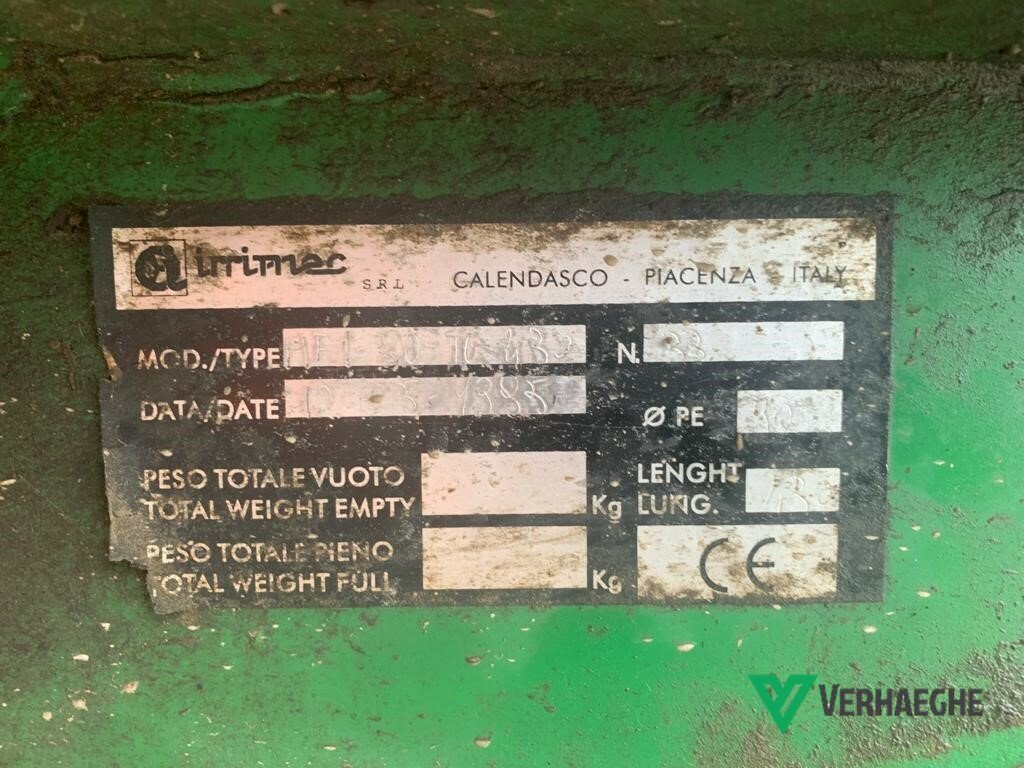 irrimec S.R.L CALENDASCO - PIACENZA - ITALY
MOD./TYPE N. 33
DATA/DATE
Ø PE
PESO TOTALE VUOTO
TOTAL WEIGHT EMPTY Kg
LENGHT
LUNG.
PESO TOTALE PIENO
TOTAL WEIGHT FULL Kg
CE
VERHAEGHE